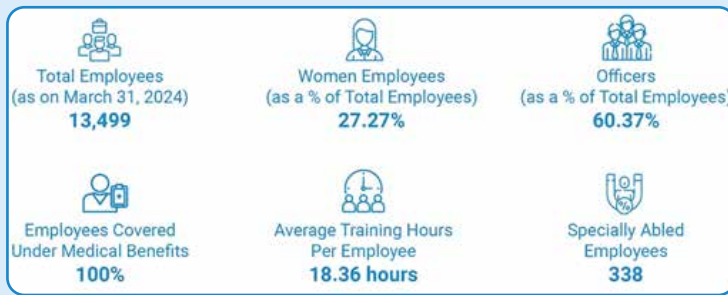 Total Employees
(as on March 31, 2024)
13,499
Women Employees
(as a % of Total Employees)
27.27%
Officers
(as a % of Total Employees)
60.37%
Employees Covered
Under Medical Benefits
100%
Average Training Hours
Per Employee
18.36 hours
Specially Abled
Employees
338